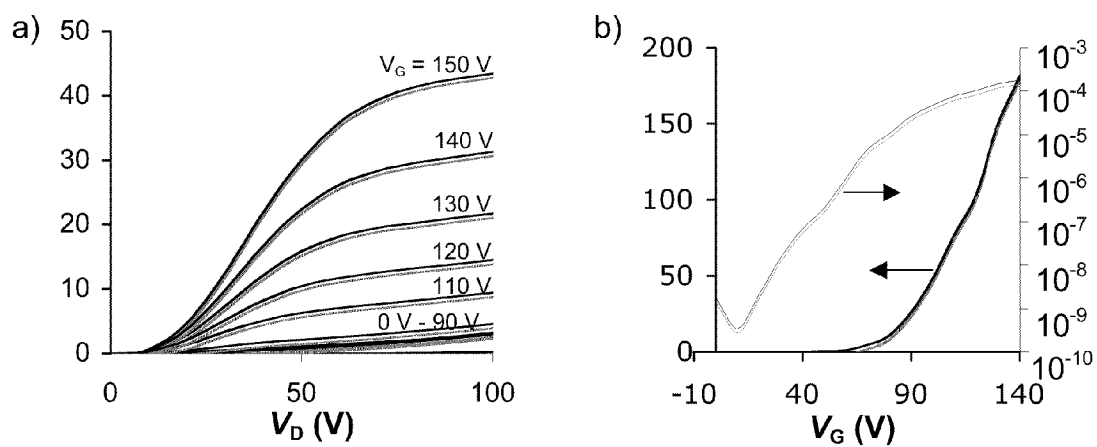 a)
50
40
30
20
10
0
V_G = 150 V
140 V
130 V
120 V
110 V
0 V - 90 V
0 50 100
V_D (V)
b)
200
150
100
50
0
10⁻³
10⁻⁴
10⁻⁵
10⁻⁶
10⁻⁷
10⁻⁸
10⁻⁹
10⁻¹⁰
-10 40 90 140
V_G (V)